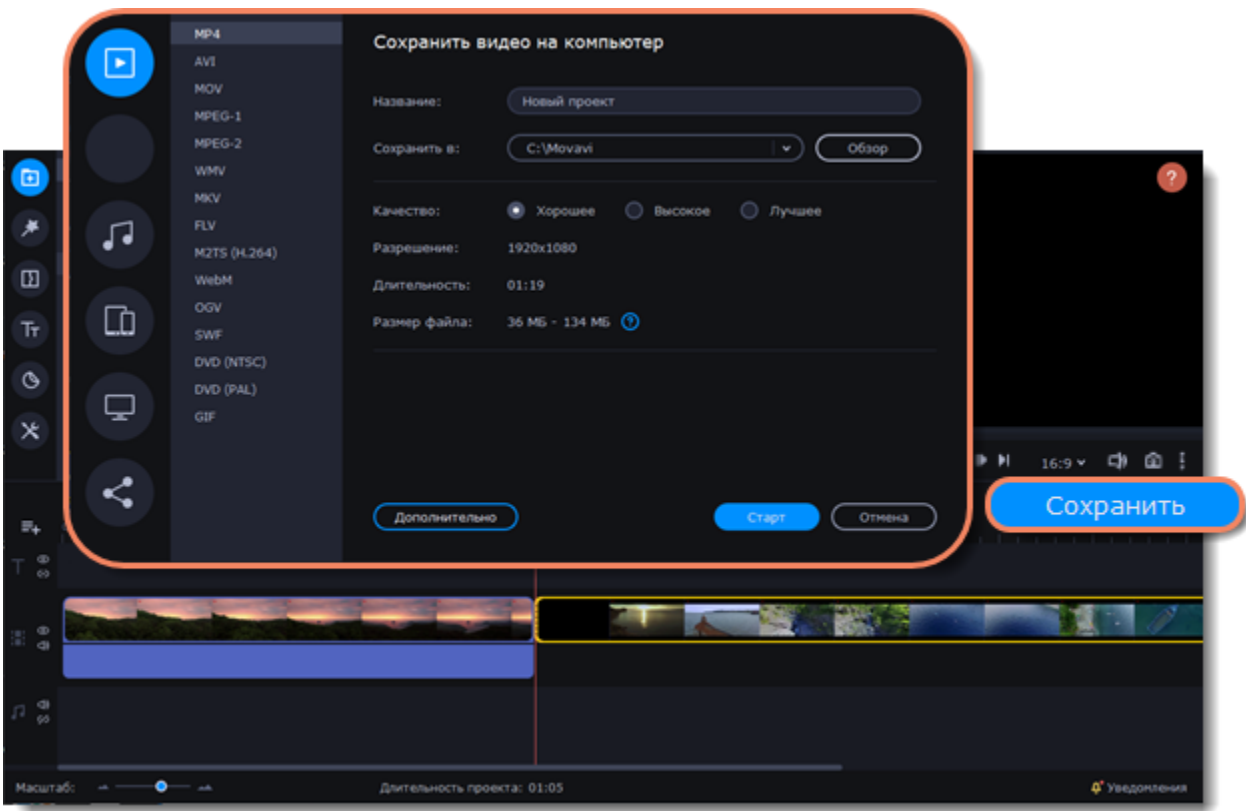 MP4
AVI
MOV
MPEG-1
MPEG-2
WMV
MKV
FLV
M2TS (H.264)
WebM
OGV
SWF
DVD (NTSC)
DVD (PAL)
GIF
Сохранить видео на компьютер
Название: Новый проект
Сохранить в: C:\Movavi Обзор
Качество: Хорошее Высокое Лучшее
Разрешение: 1920x1080
Длительность: 01:19
Размер файла: 36 МБ - 134 МБ ?
Дополнительно Старт Отмена
?
16:9
Сохранить
Масштаб: Длительность проекта: 01:05 Уведомления